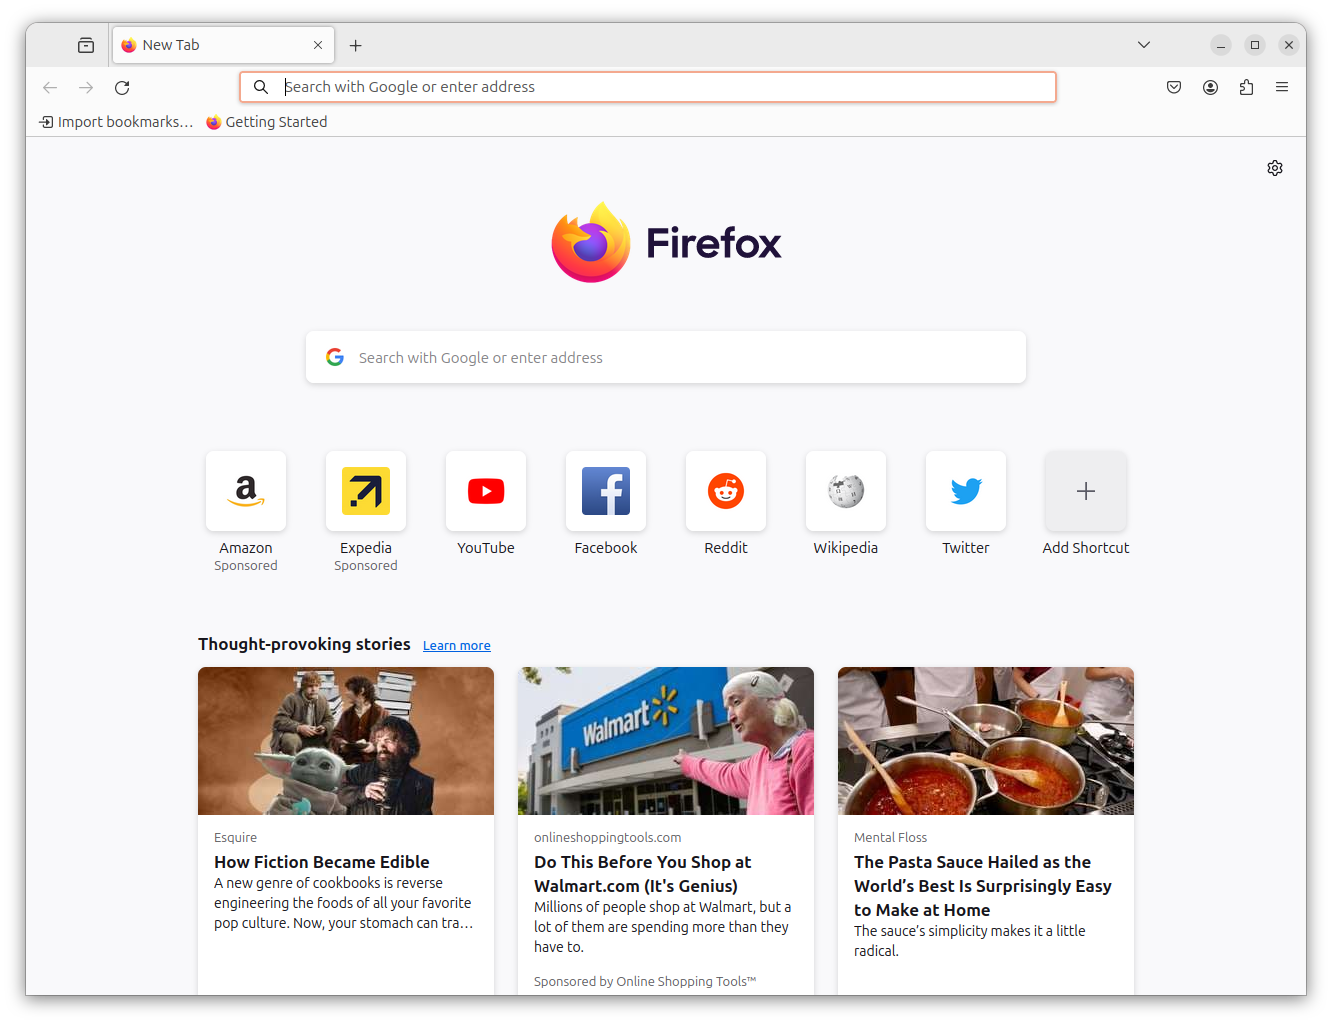 New Tab
Search with Google or enter address
Import bookmarks…
Getting Started
Firefox
Search with Google or enter address
Amazon
Sponsored
Expedia
Sponsored
YouTube
Facebook
Reddit
Wikipedia
Twitter
Add Shortcut
Thought-provoking stories Learn more
Walmart
Esquire
How Fiction Became Edible
A new genre of cookbooks is reverse
engineering the foods of all your favorite
pop culture. Now, your stomach can tra…
onlineshoppingtools.com
Do This Before You Shop at
Walmart.com (It's Genius)
Millions of people shop at Walmart, but a
lot of them are spending more than they
have to.
Sponsored by Online Shopping Tools™
Mental Floss
The Pasta Sauce Hailed as the
World’s Best Is Surprisingly Easy
to Make at Home
The sauce’s simplicity makes it a little
radical.